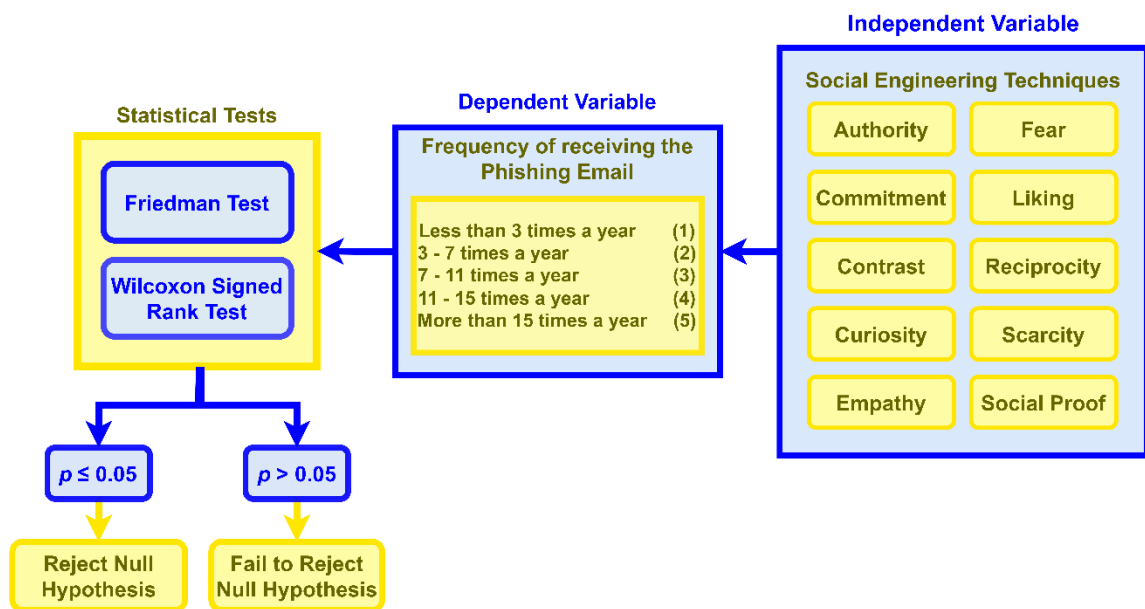 Independent Variable
Social Engineering Techniques
Authority
Fear
Commitment
Liking
Contrast
Reciprocity
Curiosity
Scarcity
Empathy
Social Proof
Dependent Variable
Frequency of receiving the
Phishing Email
Less than 3 times a year (1)
3 - 7 times a year (2)
7 - 11 times a year (3)
11 - 15 times a year (4)
More than 15 times a year (5)
Statistical Tests
Friedman Test
Wilcoxon Signed
Rank Test
p ≤ 0.05
p > 0.05
Reject Null
Hypothesis
Fail to Reject
Null Hypothesis